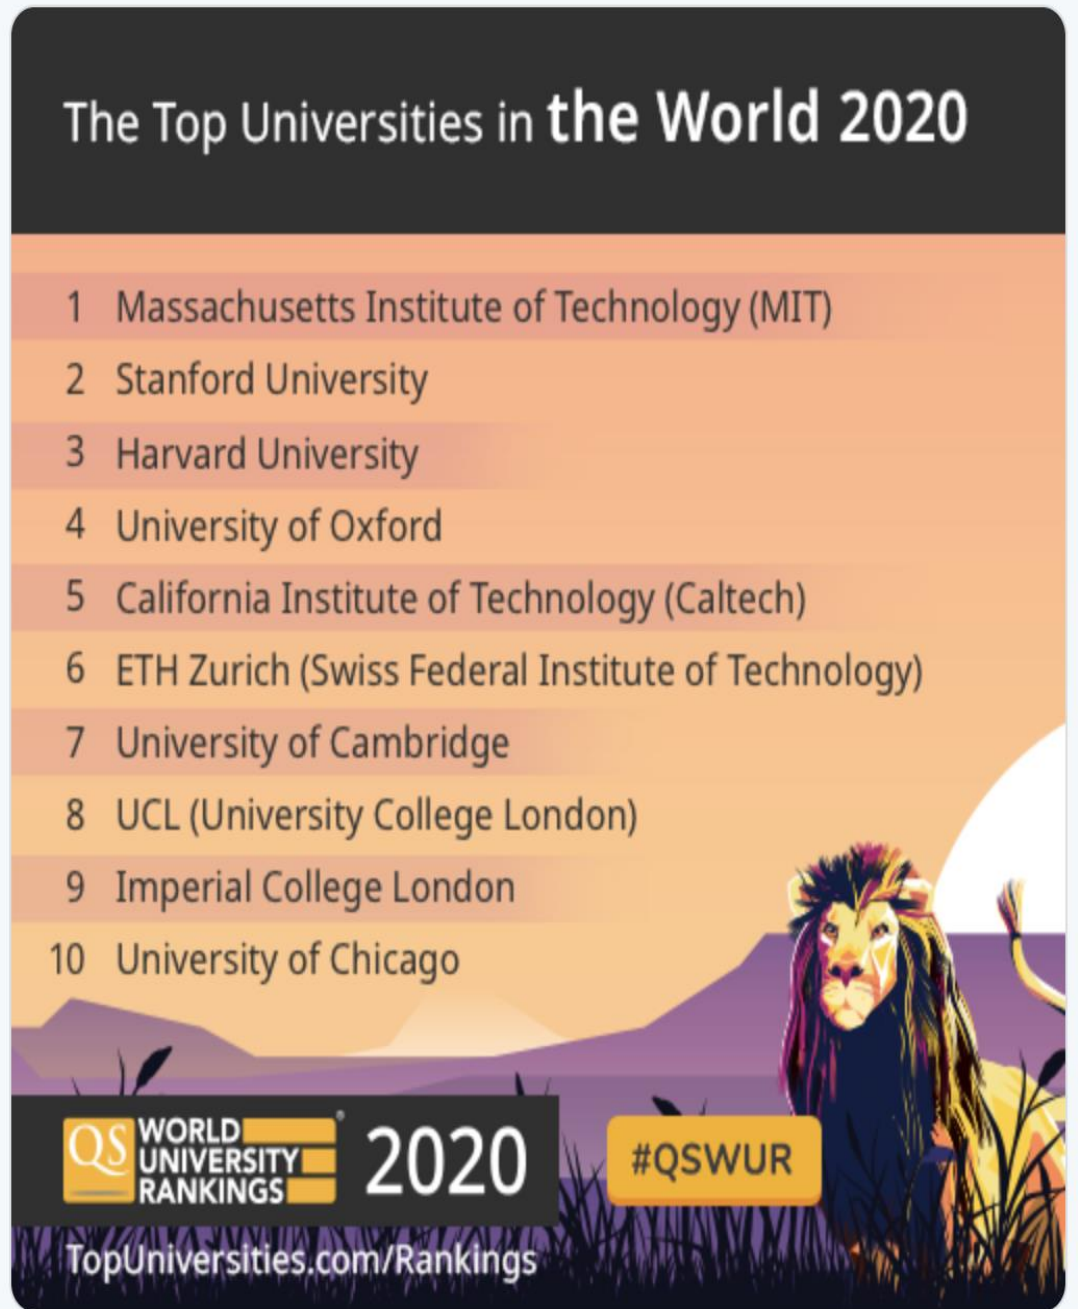 The Top Universities in the World 2020
1 Massachusetts Institute of Technology (MIT)
2 Stanford University
3 Harvard University
4 University of Oxford
5 California Institute of Technology (Caltech)
6 ETH Zurich (Swiss Federal Institute of Technology)
7 University of Cambridge
8 UCL (University College London)
9 Imperial College London
10 University of Chicago
QS WORLD
UNIVERSITY
RANKINGS
®
2020
#QSWUR
TopUniversities.com/Rankings